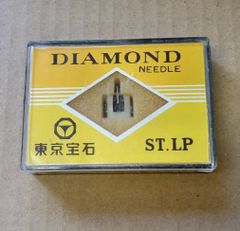 DIAMOND
NEEDLE
東京宝石
ST.LP